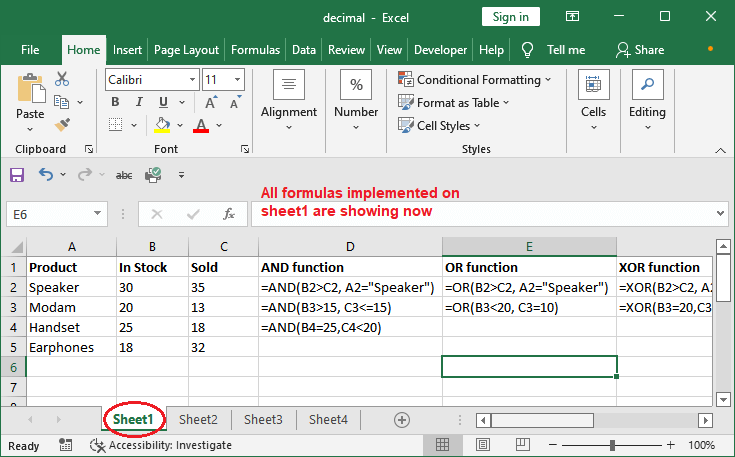 decimal - Excel
Sign in
File Home Insert Page Layout Formulas Data Review View Developer Help Tell me Share
Paste
Calibri 11
B I U A A
A
Alignment
%
Number
Conditional Formatting
Format as Table
Cell Styles
Cells
Editing
Clipboard Font Styles
abc
All formulas implemented on
sheet1 are showing now
E6 fx
A B C D E
1 Product In Stock Sold AND function OR function XOR function
2 Speaker 30 35 =AND(B2>C2, A2="Speaker") =OR(B2>C2, A2="Speaker") =XOR(B2>C2, A2
3 Modam 20 13 =AND(B3>15, C3<=15) =OR(B3<20, C3=10) =XOR(B3=20,C3
4 Handset 25 18 =AND(B4=25,C4<20)
5 Earphones 18 32
6
7
Sheet1 Sheet2 Sheet3 Sheet4
Ready Accessibility: Investigate 100%